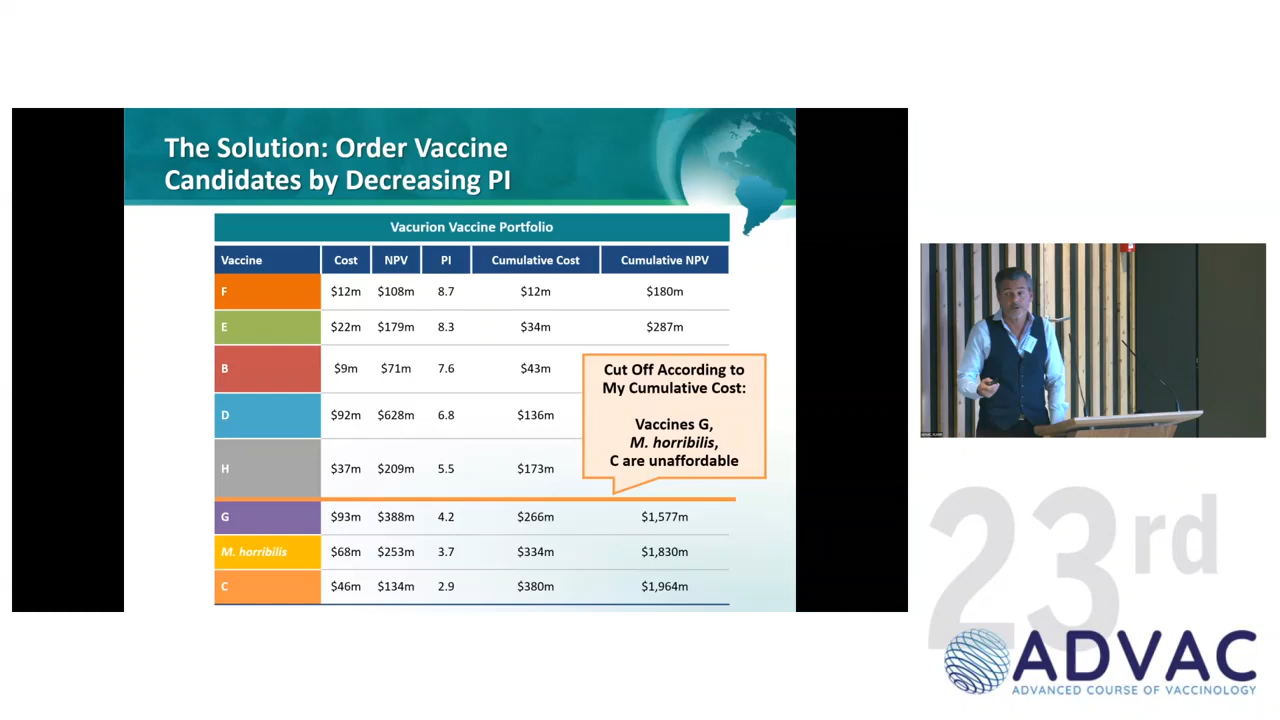 The Solution: Order Vaccine
Candidates by Decreasing PI
Vacurion Vaccine Portfolio
Vaccine Cost NPV PI Cumulative Cost Cumulative NPV
F $12m $108m 8.7 $12m $180m
E $22m $179m 8.3 $34m $287m
B $9m $71m 7.6 $43m
D $92m $628m 6.8 $136m
H $37m $209m 5.5 $173m
Cut Off According to
My Cumulative Cost:
Vaccines G,
M. horribilis,
C are unaffordable
G $93m $388m 4.2 $266m $1,577m
M. horribilis $68m $253m 3.7 $334m $1,830m
C $46m $134m 2.9 $380m $1,964m
23rd
ADVAC
ADVANCED COURSE OF VACCINOLOGY